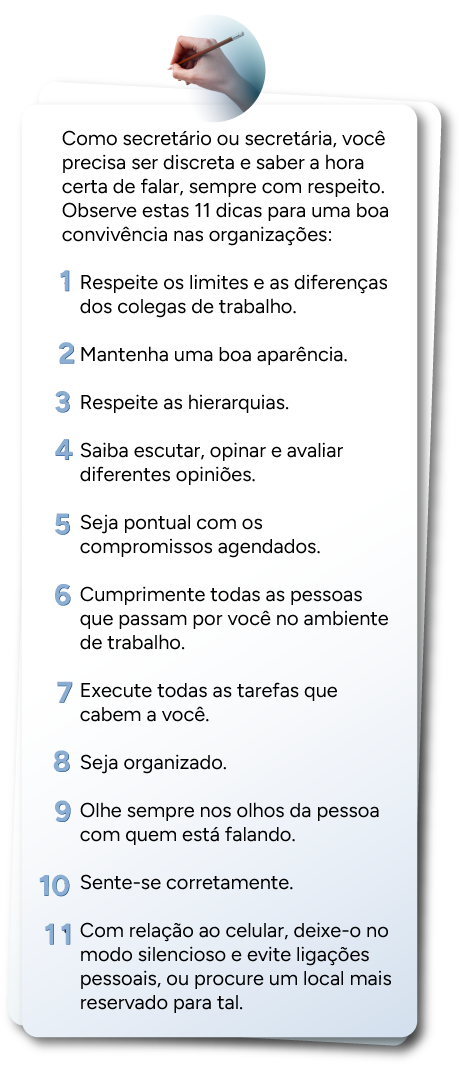 Como secretário ou secretária, você
precisa ser discreta e saber a hora
certa de falar, sempre com respeito.
Observe estas 11 dicas para uma boa
convivência nas organizações:
1 Respeite os limites e as diferenças
dos colegas de trabalho.
2 Mantenha uma boa aparência.
3 Respeite as hierarquias.
4 Saiba escutar, opinar e avaliar
diferentes opiniões.
5 Seja pontual com os
compromissos agendados.
6 Cumprimente todas as pessoas
que passam por você no ambiente
de trabalho.
7 Execute todas as tarefas que
cabem a você.
8 Seja organizado.
9 Olhe sempre nos olhos da pessoa
com quem está falando.
10 Sente-se corretamente.
11 Com relação ao celular, deixe-o no
modo silencioso e evite ligações
pessoais, ou procure um local mais
reservado para tal.